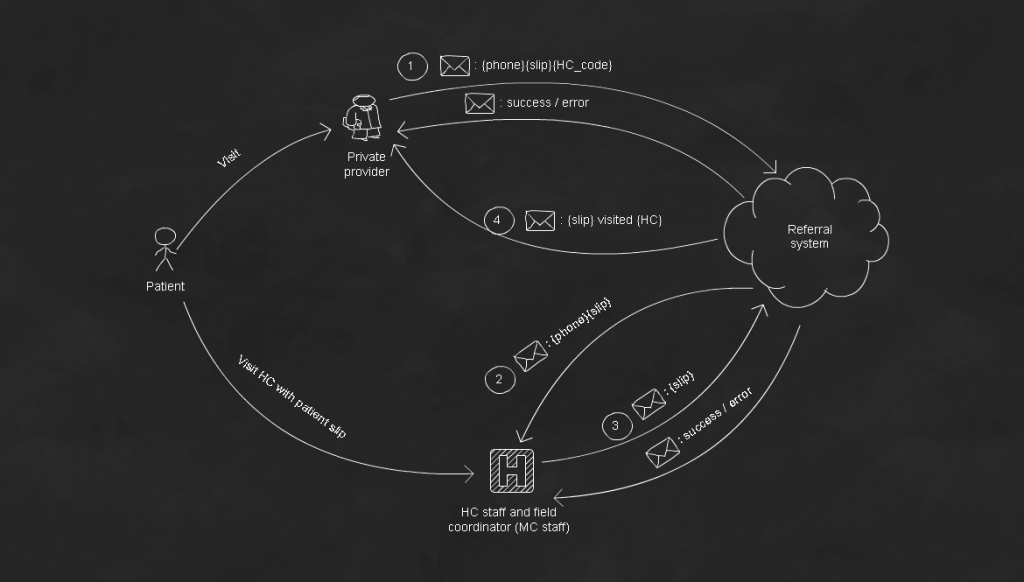 1 : {phone}{slip}{HC_code}
: success / error
Visit
Private
provider
4 : {slip} visited {HC}
Referral
system
Patient
2 : {phone}{slip}
Visit HC with patient slip
3 : {slip}
: success / error
H
HC staff and field
coordinator (MC staff)